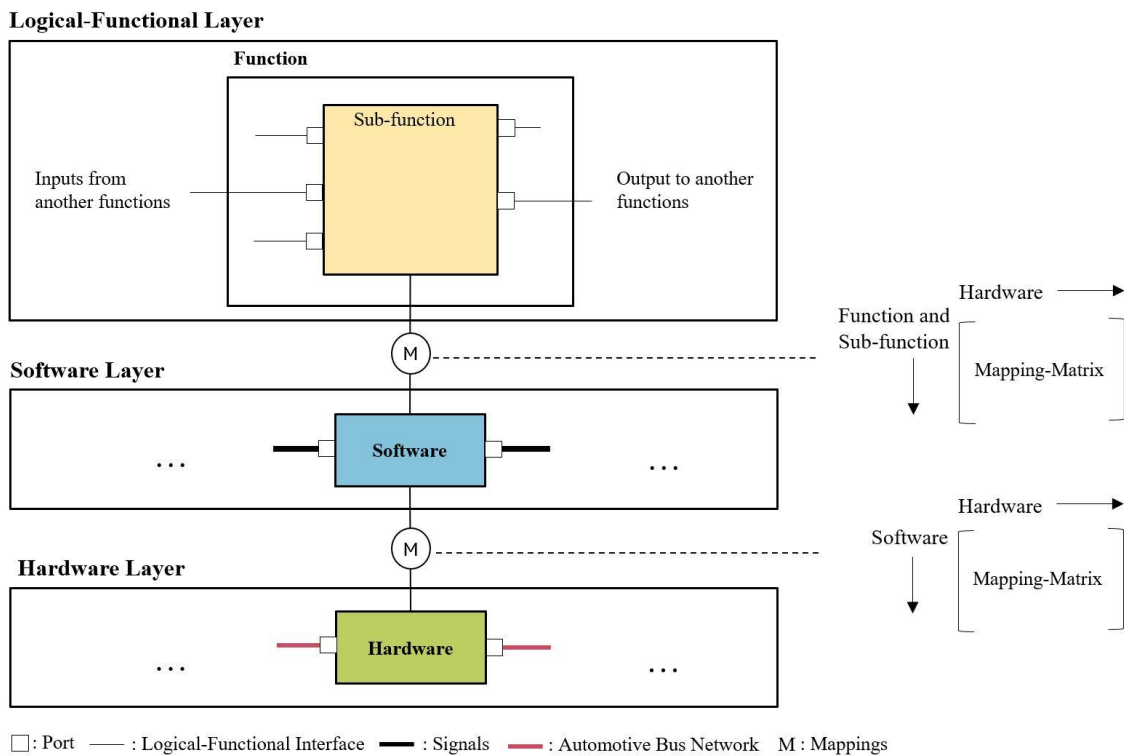 Logical-Functional Layer
Function
Sub-function
Inputs from
another functions
Output to another
functions
M
Hardware
Function and
Sub-function
Mapping-Matrix
Software Layer
Software
...
...
M
Hardware
Software
Mapping-Matrix
Hardware Layer
Hardware
...
...
: Port : Logical-Functional Interface : Signals : Automotive Bus Network M : Mappings